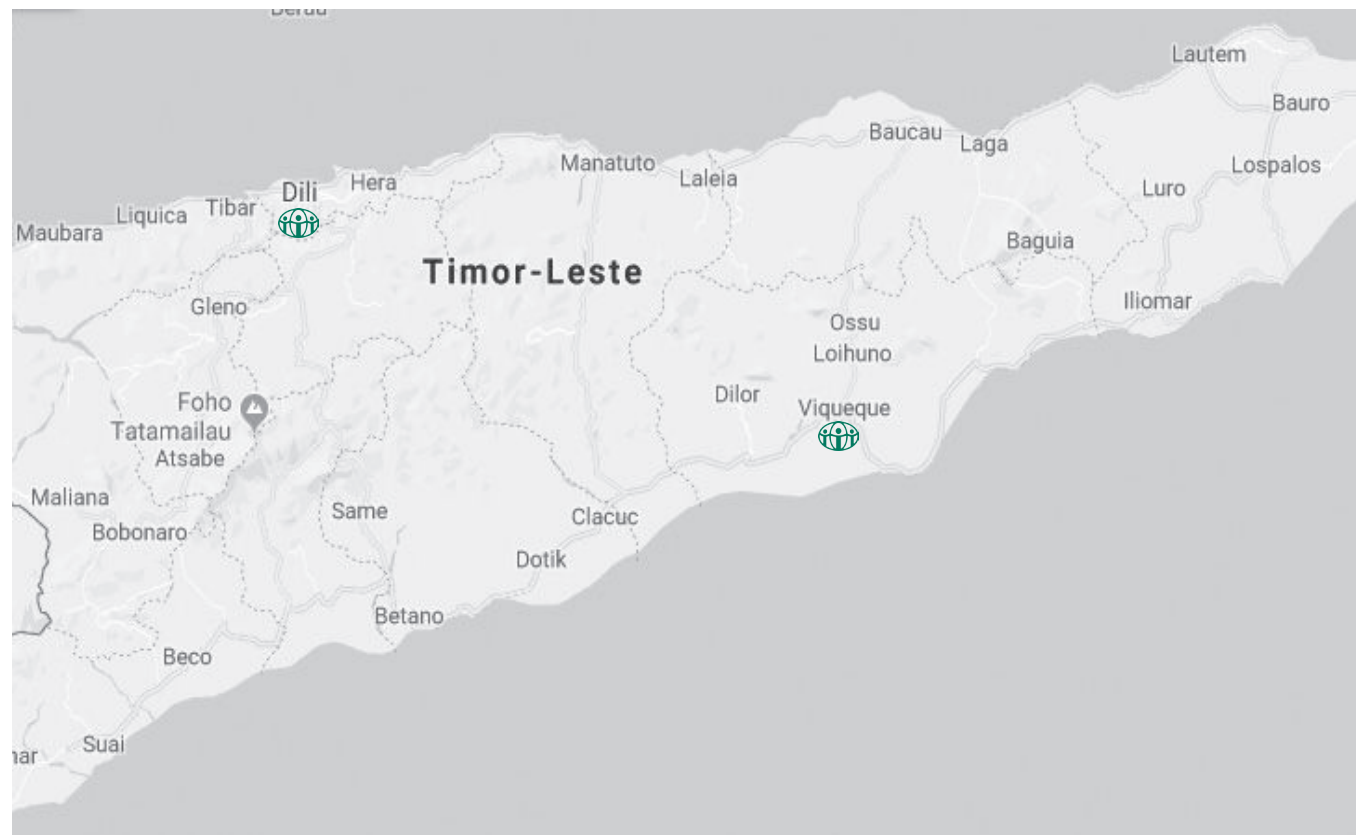 Lautem
Bauro
Baucau
Laga
Manatuto
Lospalos
Laleia
Hera
Dili
Luro
Tibar
Liquica
Maubara
Baguia
Timor-Leste
Iliomar
Gleno
Ossu
Loihuno
Dilor
Foho
Tatamailau
Viqueque
Atsabe
Maliana
Same
Clacuc
Bobonaro
Dotik
Betano
Beco
Suai